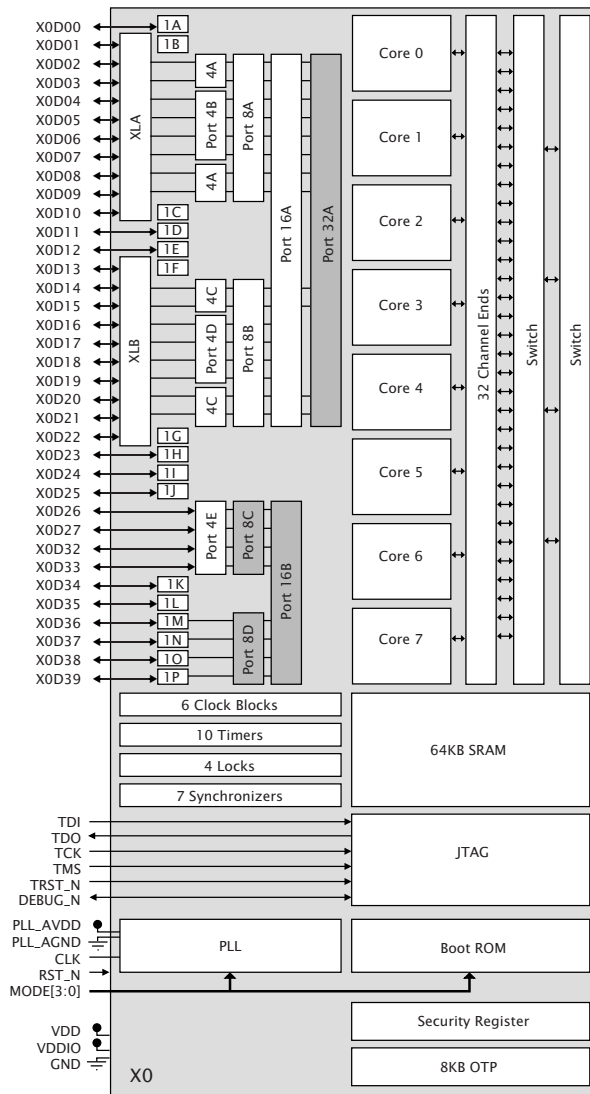 X0D00
X0D01
X0D02
X0D03
X0D04
X0D05
X0D06
X0D07
X0D08
X0D09
X0D10
X0D11
X0D12
X0D13
X0D14
X0D15
X0D16
X0D17
X0D18
X0D19
X0D20
X0D21
X0D22
X0D23
X0D24
X0D25
X0D26
X0D27
X0D32
X0D33
X0D34
X0D35
X0D36
X0D37
X0D38
X0D39
XLA
XLB
1A
1B
1C
1D
1E
1F
1G
1H
1I
1J
1K
1L
1M
1N
1O
1P
4A
Port 4B
4A
4C
Port 4D
4C
Port 4E
Port 8A
Port 8B
Port 8C
Port 8D
Port 16A
Port 16B
Port 32A
Core 0
Core 1
Core 2
Core 3
Core 4
Core 5
Core 6
Core 7
32 Channel Ends
Switch
Switch
6 Clock Blocks
10 Timers
4 Locks
7 Synchronizers
64KB SRAM
TDI
TDO
TCK
TMS
TRST_N
DEBUG_N
JTAG
PLL_AVDD
PLL_AGND
CLK
RST_N
MODE[3:0]
PLL
Boot ROM
VDD
VDDIO
GND
Security Register
8KB OTP
X0